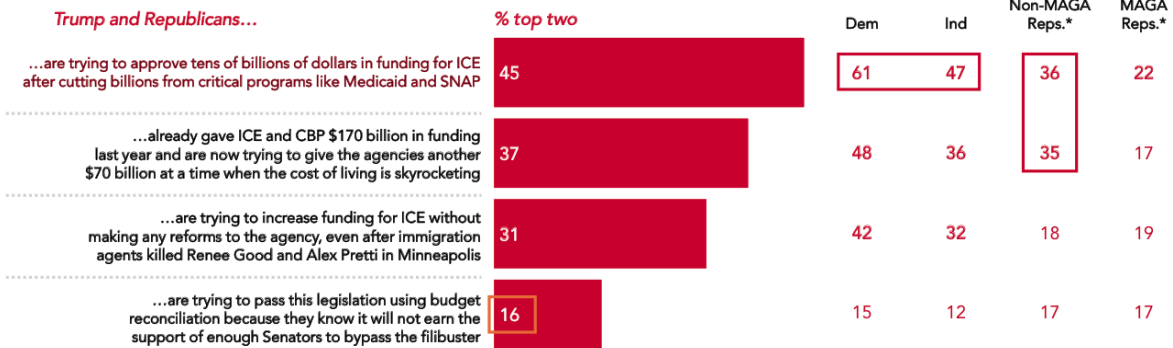 Trump and Republicans... % top two Dem Ind Non-MAGA Reps.* MAGA Reps.*
…are trying to approve tens of billions of dollars in funding for ICE
after cutting billions from critical programs like Medicaid and SNAP
45 61 47 36 22
…already gave ICE and CBP $170 billion in funding
last year and are now trying to give the agencies another
$70 billion at a time when the cost of living is skyrocketing
37 48 36 35 17
…are trying to increase funding for ICE without
making any reforms to the agency, even after immigration
agents killed Renee Good and Alex Pretti in Minneapolis
31 42 32 18 19
…are trying to pass this legislation using budget
reconciliation because they know it will not earn the
support of enough Senators to bypass the filibuster
16 15 12 17 17